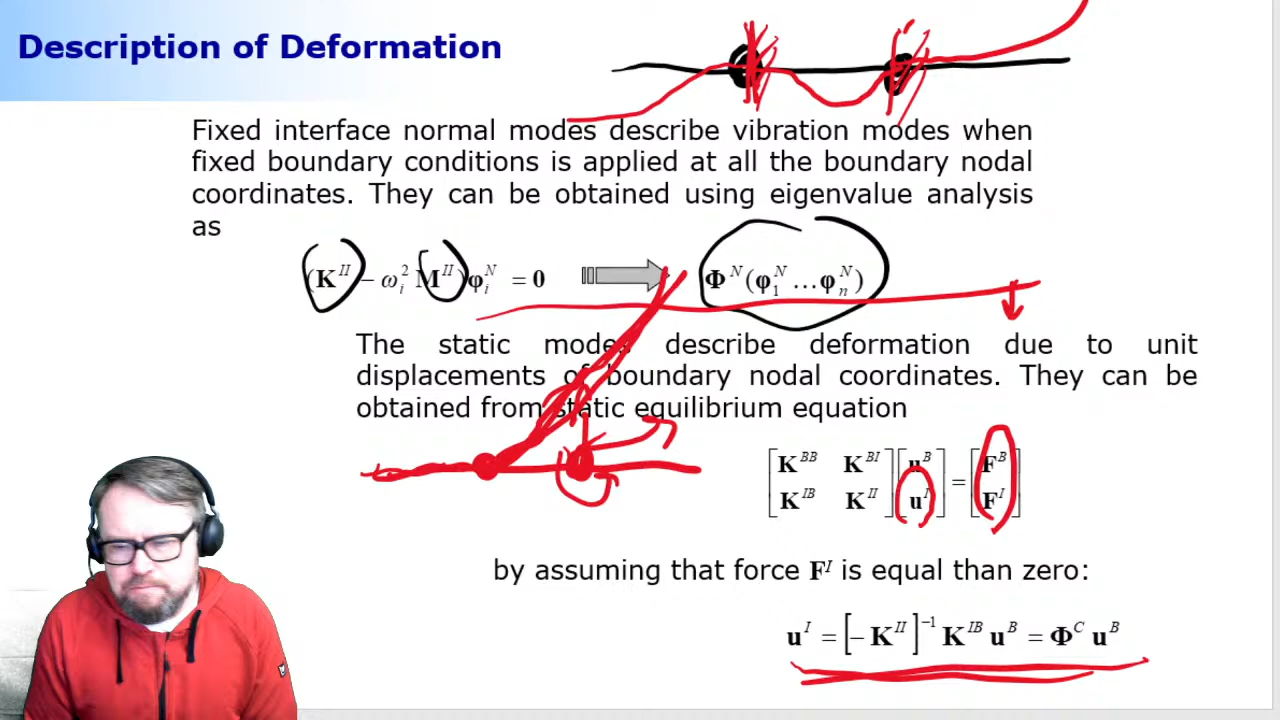 Description of Deformation
Fixed interface normal modes describe vibration modes when
fixed boundary conditions is applied at all the boundary nodal
coordinates. They can be obtained using eigenvalue analysis
as
(K^{II} − ω_i^2 M^{II})φ_i^N = 0 Φ^N(φ_1^N ... φ_n^N)
The static modes describe deformation due to unit
displacements of boundary nodal coordinates. They can be
obtained from static equilibrium equation
[K^{BB} K^{BI}] [u^B] = [F^B]
[K^{IB} K^{II}] [u^I] [F^I]
by assuming that force F^I is equal than zero:
u^I = [−K^{II}]^{−1} K^{IB} u^B = Φ^C u^B